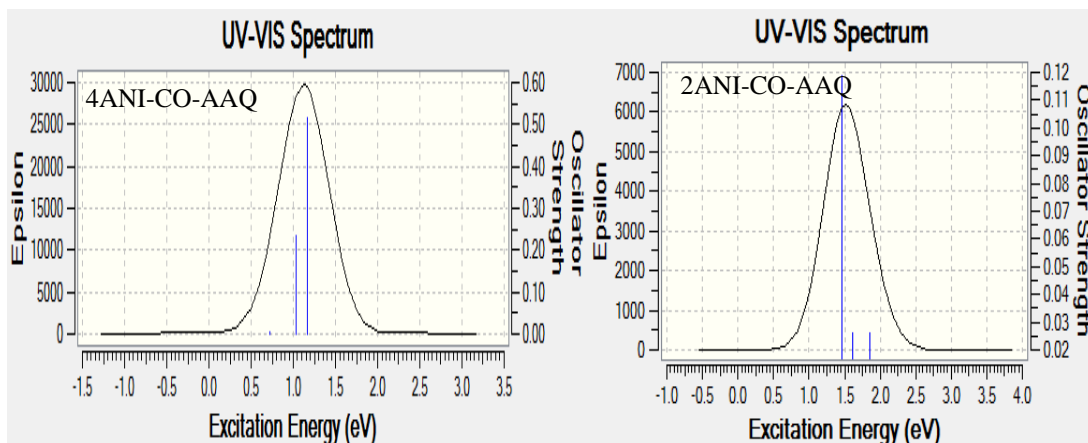 UV-VIS Spectrum
4ANI-CO-AAQ
Epsilon
30000
25000
20000
15000
10000
5000
0
0.60
0.50
0.40
0.30
0.20
0.10
0.00
Oscillator
Strength
-1.5 -1.0 -0.5 0.0 0.5 1.0 1.5 2.0 2.5 3.0 3.5
Excitation Energy (eV)
UV-VIS Spectrum
2ANI-CO-AAQ
Epsilon
7000
6000
5000
4000
3000
2000
1000
0
0.12
0.11
0.10
0.09
0.08
0.07
0.06
0.05
0.04
0.03
0.02
Oscillator Strength
-1.0 -0.5 0.0 0.5 1.0 1.5 2.0 2.5 3.0 3.5 4.0
Excitation Energy (eV)